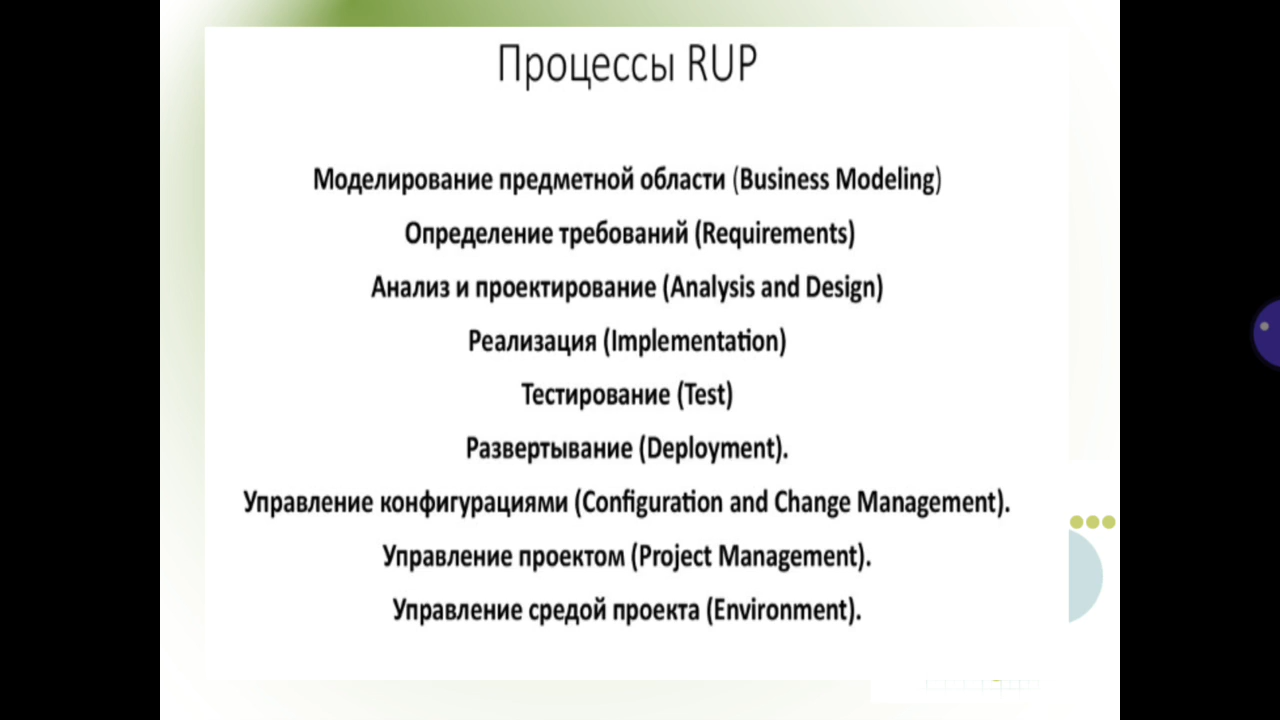 Процессы RUP
Моделирование предметной области (Business Modeling)
Определение требований (Requirements)
Анализ и проектирование (Analysis and Design)
Реализация (Implementation)
Тестирование (Test)
Развертывание (Deployment).
Управление конфигурациями (Configuration and Change Management).
Управление проектом (Project Management).
Управление средой проекта (Environment).